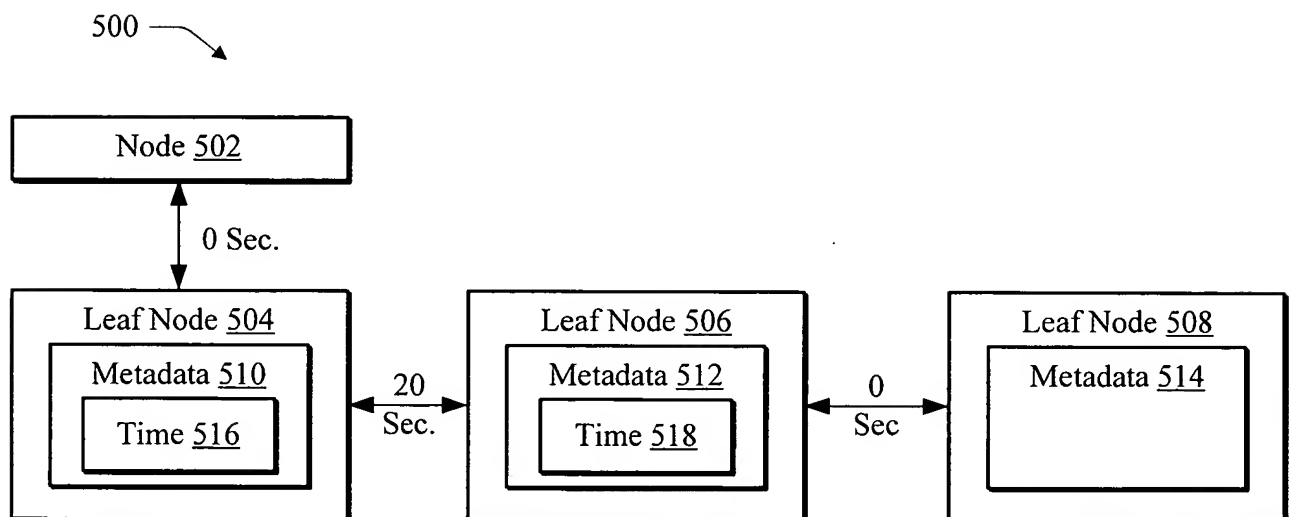 500
Node 502
0 Sec.
Leaf Node 504
Metadata 510
Time 516
20
Sec.
Leaf Node 506
Metadata 512
Time 518
0
Sec
Leaf Node 508
Metadata 514